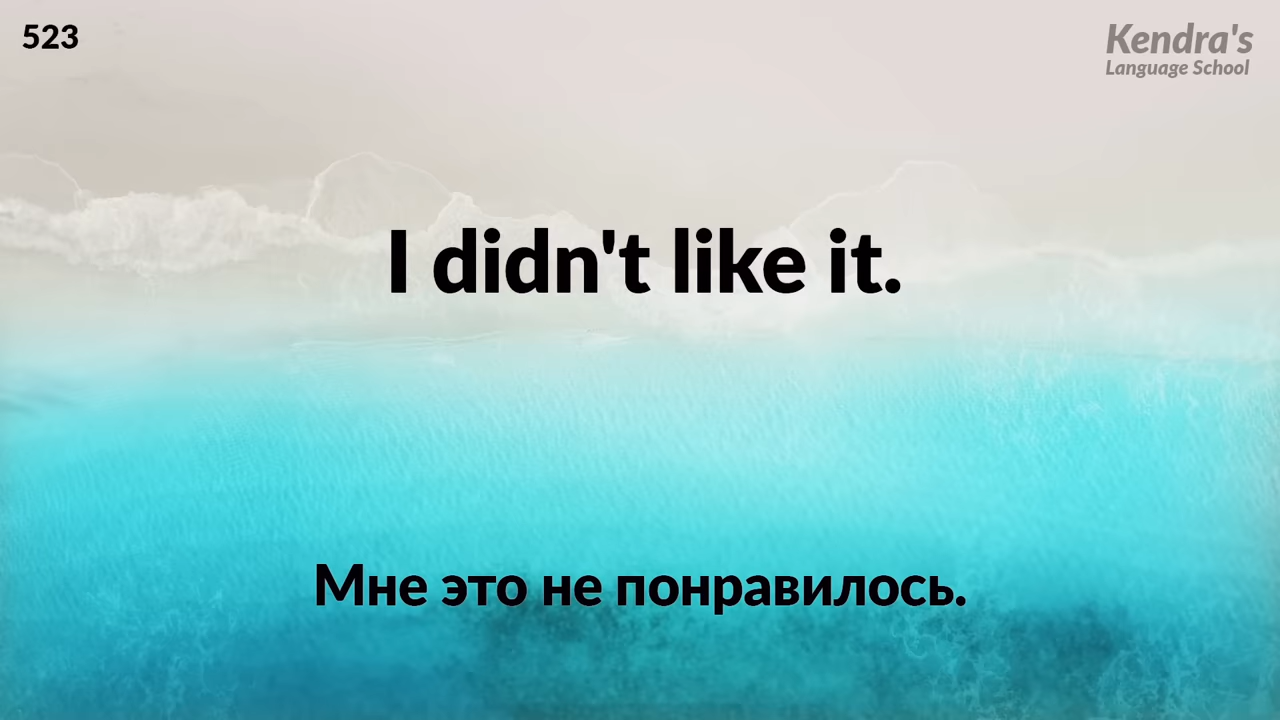 523
Kendra's
Language School
I didn't like it.
Мне это не понравилось.